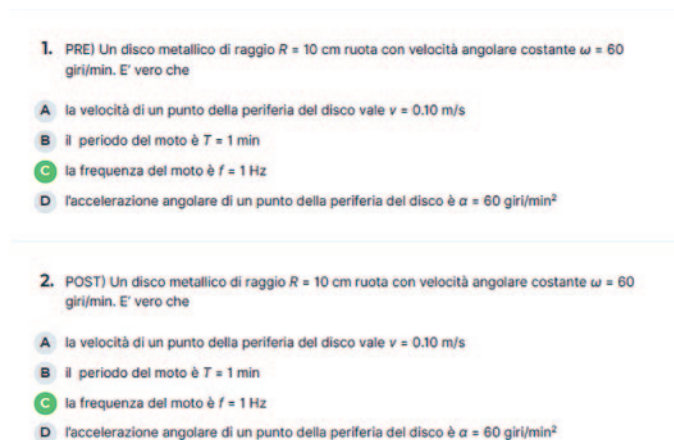 1. PRE) Un disco metallico di raggio R = 10 cm ruota con velocità angolare costante ω = 60
giri/min. E' vero che
A la velocità di un punto della periferia del disco vale v = 0.10 m/s
B il periodo del moto è T = 1 min
C la frequenza del moto è f = 1 Hz
D l'accelerazione angolare di un punto della periferia del disco è α = 60 giri/min²
2. POST) Un disco metallico di raggio R = 10 cm ruota con velocità angolare costante ω = 60
giri/min. E' vero che
A la velocità di un punto della periferia del disco vale v = 0.10 m/s
B il periodo del moto è T = 1 min
C la frequenza del moto è f = 1 Hz
D l'accelerazione angolare di un punto della periferia del disco è α = 60 giri/min²